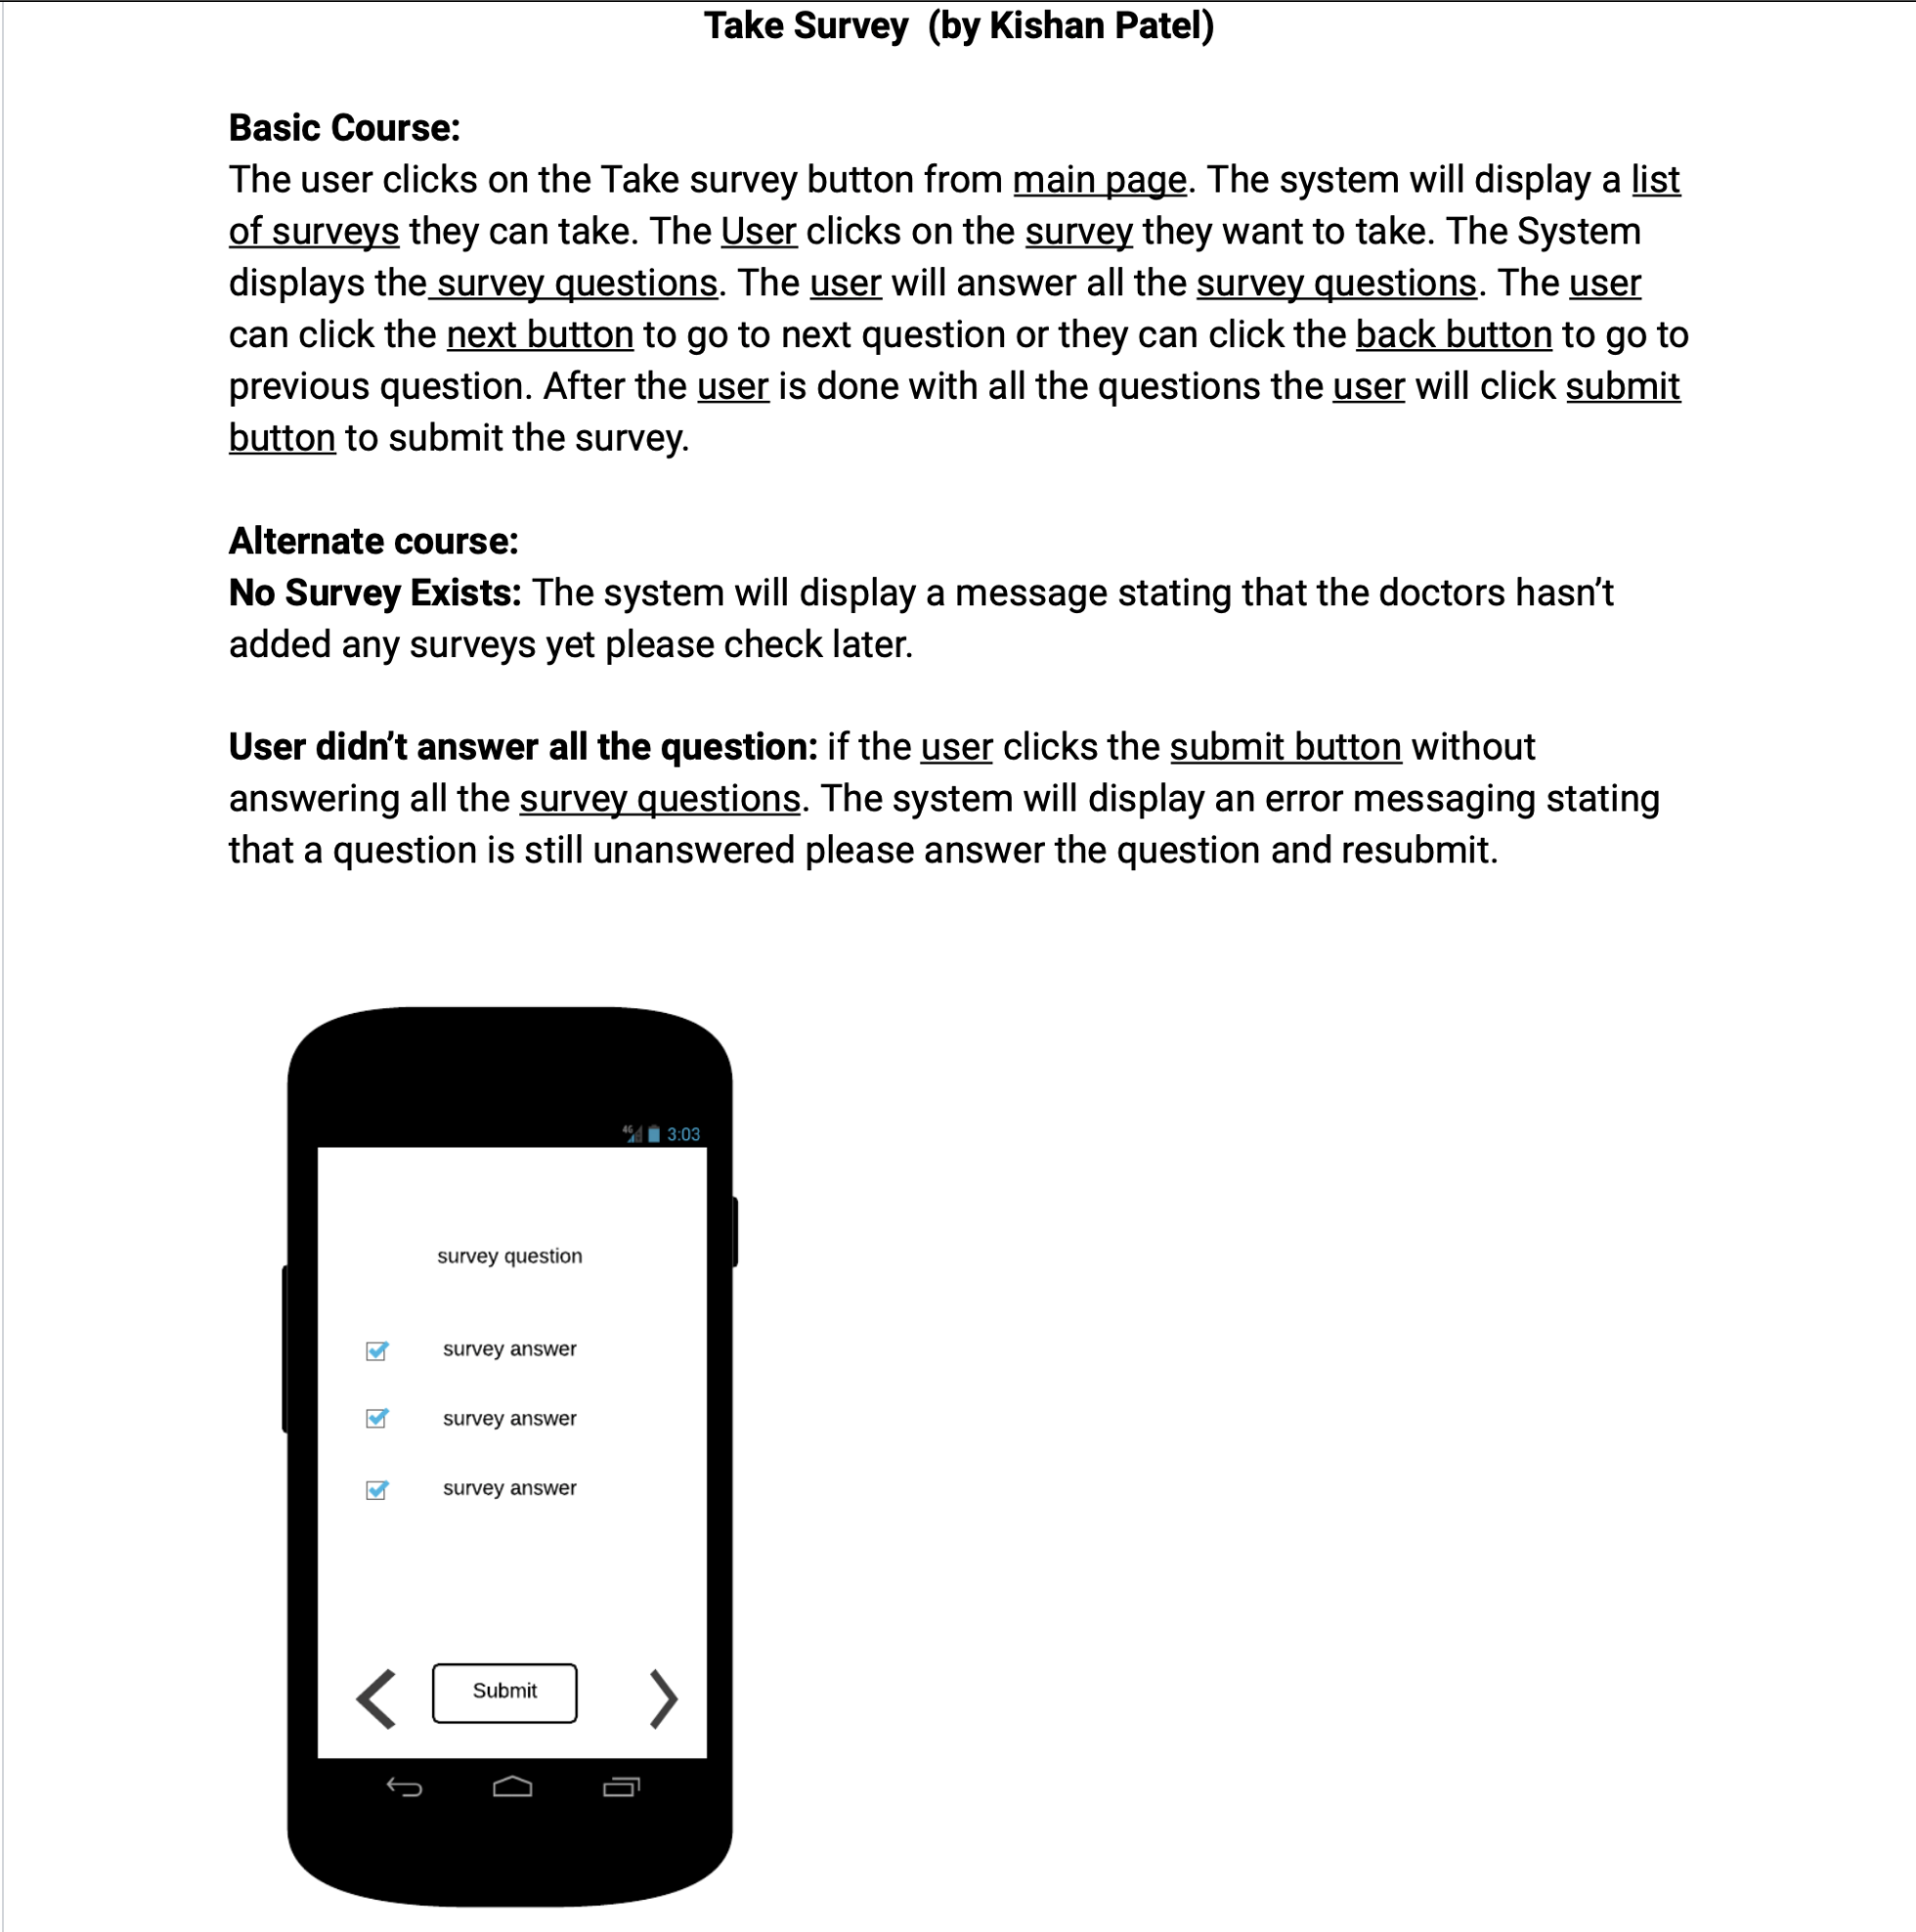 Take Survey  (by Kishan Patel)
Basic Course:
The user clicks on the Take survey button from main page. The system will display a list
of surveys they can take. The User clicks on the survey they want to take. The System
displays the survey questions. The user will answer all the survey questions. The user
can click the next button to go to next question or they can click the back button to go to
previous question. After the user is done with all the questions the user will click submit
button to submit the survey.
Alternate course:
No Survey Exists: The system will display a message stating that the doctors hasn’t
added any surveys yet please check later.
User didn’t answer all the question: if the user clicks the submit button without
answering all the survey questions. The system will display an error messaging stating
that a question is still unanswered please answer the question and resubmit.
4G 3:03
survey question
survey answer
survey answer
survey answer
Submit